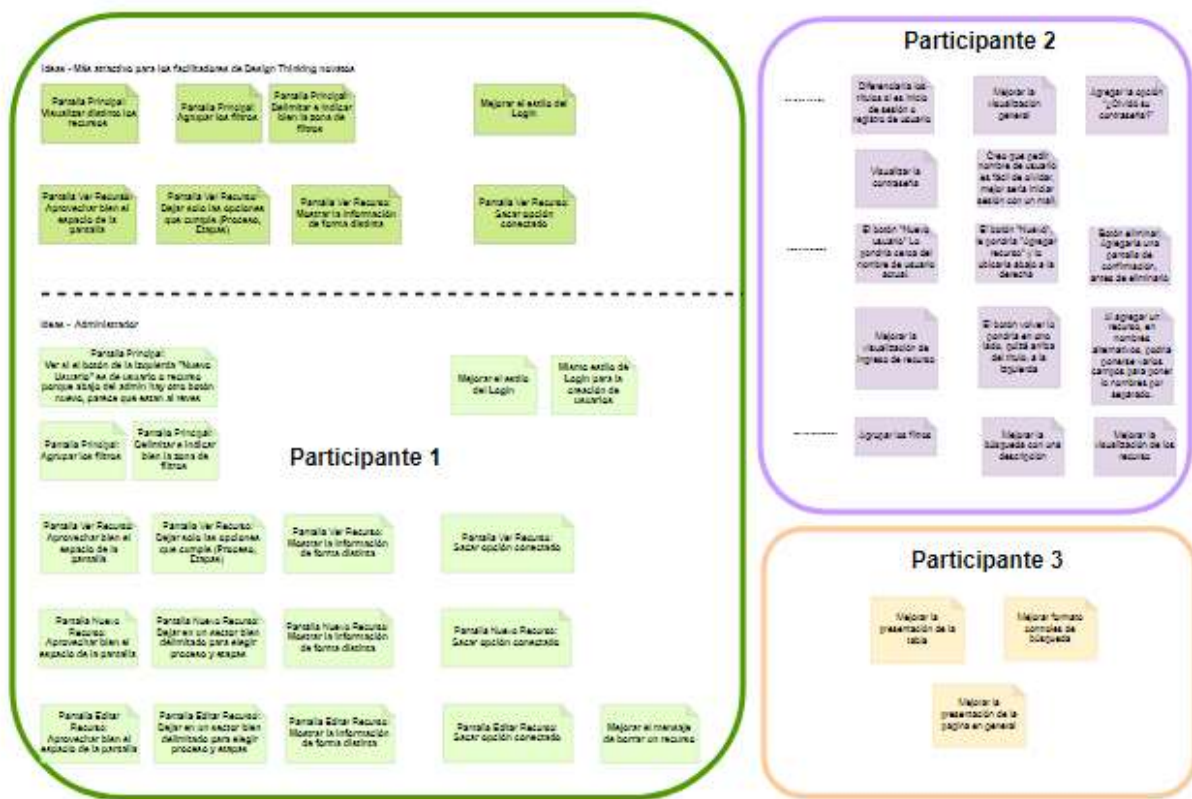 Ideas - Más atractivo para los facilitadores de Design Thinking novatos
Pantalla Principal:
Visualizar distinto los
recursos
Pantalla Principal:
Agrupar los filtros
Pantalla Principal:
Delimitar e indicar
bien la zona de
filtros
Mejorar el estilo del
Login
Pantalla Ver Recurso:
Aprovechar bien el
espacio de la
pantalla
Pantalla Ver Recurso:
Dejar solo las opciones
que cumple (Proceso,
Etapas)
Pantalla Ver Recurso:
Mostrar la información
de forma distinta
Pantalla Ver Recurso:
Sacar opción
conectado
Ideas - Administrador
Pantalla Principal:
Ver si el botón de la izquierda "Nuevo
Usuario" es de usuario o recurso
porque abajo del admin hay otro botón
nuevo, parece que estan al reves
Mejorar el estilo
del Login
Mismo estilo de
Login para la
creación de
usuarios
Pantalla Principal:
Agrupar los filtros
Pantalla Principal:
Delimitar e indicar
bien la zona de
filtros
Participante 1
Pantalla Ver Recurso:
Aprovechar bien el
espacio de la
pantalla
Pantalla Ver Recurso:
Dejar solo las opciones
que cumple (Proceso,
Etapas)
Pantalla Ver Recurso:
Mostrar la información
de forma distinta
Pantalla Ver Recurso:
Sacar opción conectado
Pantalla Nuevo
Recurso:
Aprovechar bien el
espacio de la pantalla
Pantalla Nuevo Recurso:
Dejar en un sector bien
delimitado para elegir
proceso y etapas
Pantalla Nuevo Recurso:
Mostrar la información
de forma distinta
Pantalla Nuevo Recurso:
Sacar opción conectado
Pantalla Editar
Recurso:
Aprovechar bien el
espacio de la pantalla
Pantalla Editar Recurso:
Dejar en un sector bien
delimitado para elegir
proceso y etapas
Pantalla Editar Recurso:
Mostrar la información
de forma distinta
Pantalla Editar Recurso:
Sacar opción conectado
Mejorar el mensaje
de borrar un recurso
Participante 2
Diferenciaría los
títulos si es inicio
de sesión o
registro de usuario
Mejorar la
visualización
general
Agregar la opción
"¿Olvidó su
contraseña?"
Visualizar la
contraseña
Creo que pedir
nombre de usuario
es fácil de olvidar,
mejor sería iniciar
sesión con un mail.
El botón "Nuevo
usuario" Lo
pondría cerca del
nombre de usuario
actual.
El botón "Nuevo",
le pondría "Agregar
recurso" y lo
ubicaría abajo a la
derecha
Botón eliminar:
Agregaría una
pantalla de
confirmación,
antes de eliminarlo
Mejorar la
visualización de
ingreso de recurso
El botón volver lo
pondría en otro
lado, quizá arriba
del título, a la
izquierda
Al agregar un
recurso, en
nombres
alternativos, podría
ponerse varios
campos para poner
lo nombres por
separado.
Agrupar los filtros
Mejorar la
búsqueda con una
descripción
Mejorar la
visualización de los
recurso
Participante 3
Mejorar la
presentación de la
tabla
Mejorar formato
controles de
búsqueda
Mejorar la
presentación de la
página en general